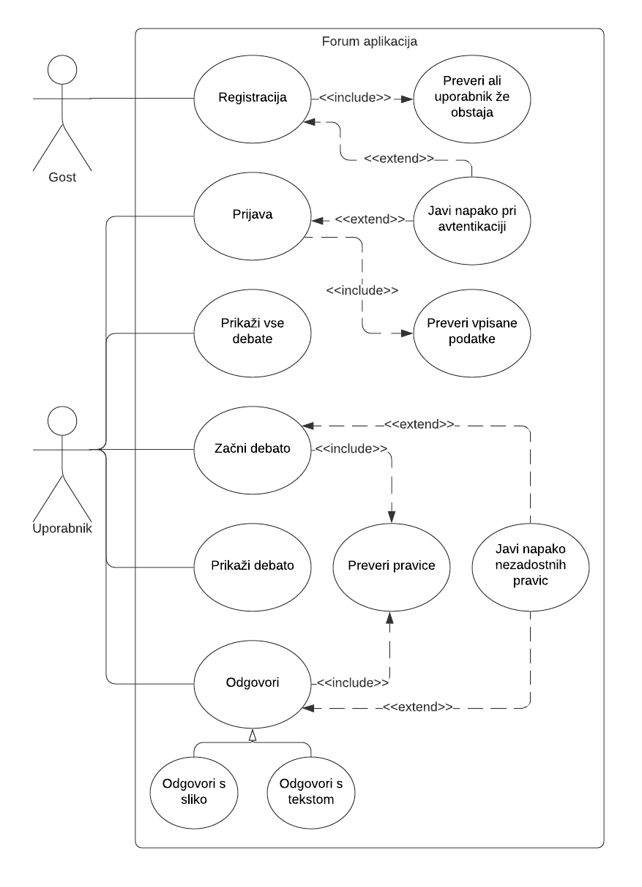 Forum aplikacija
Registracija
<<include>>
Preveri ali
uporabnik že
obstaja
Gost
<<extend>>
Prijava
<<extend>>
Javi napako pri
avtentikaciji
<<include>>
Prikaži vse
debate
Preveri vpisane
podatke
Uporabnik
Začni debato
<<include>>
<<extend>>
Prikaži debato
Preveri pravice
Javi napako
nezadostnih
pravic
Odgovori
<<include>>
<<extend>>
Odgovori s
sliko
Odgovori s
tekstom